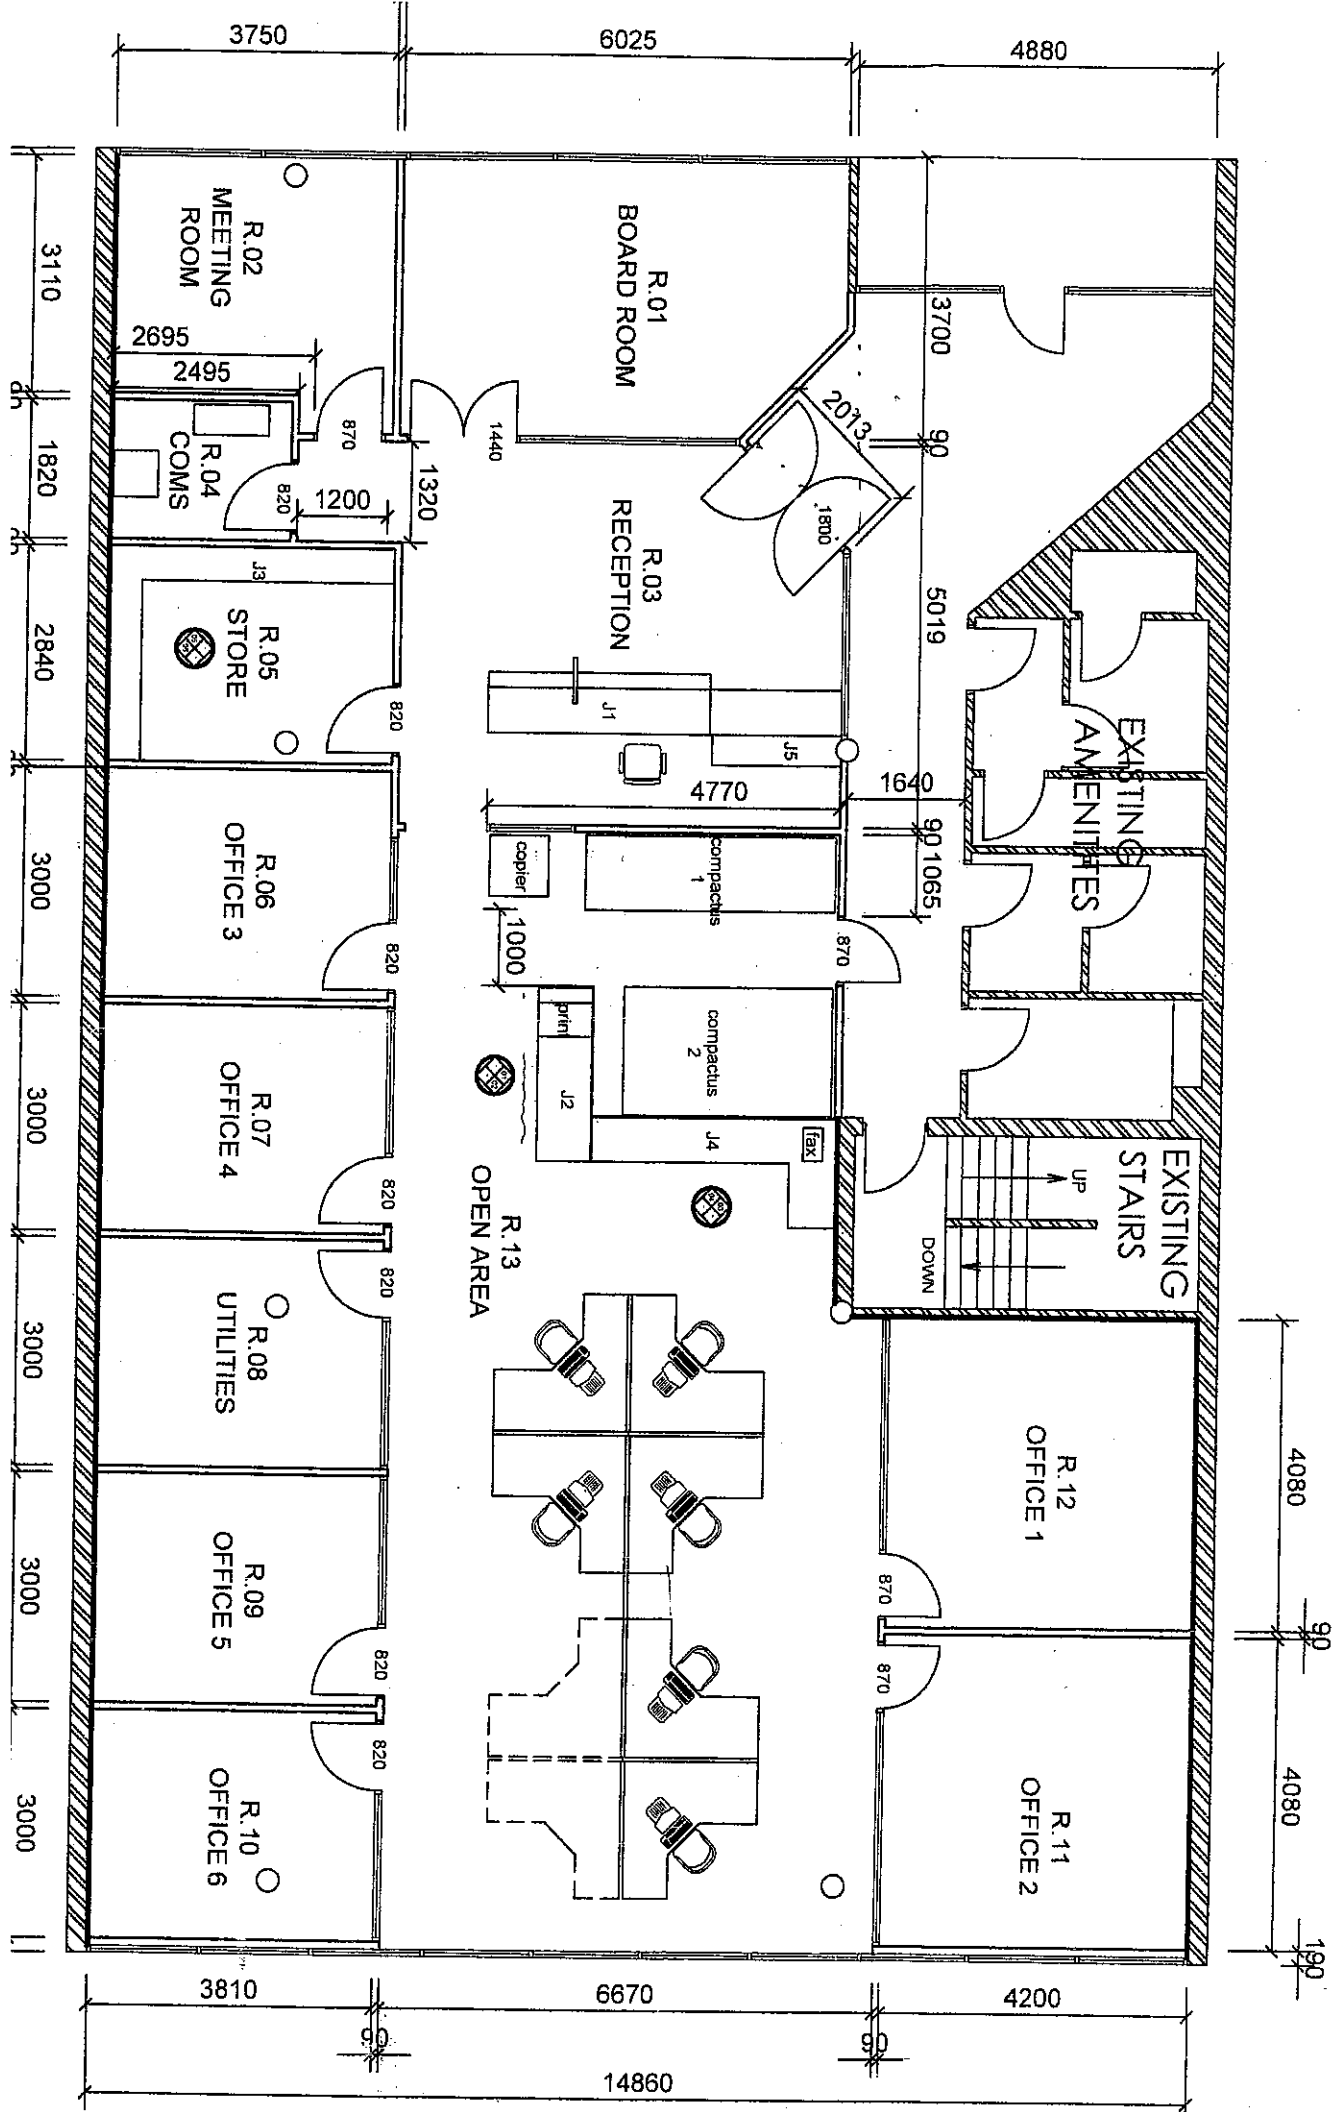 3750
6025
4880
R.02
MEETING
ROOM
R.01
BOARD ROOM
3110
2695
2495
3700
2013
90
870
1440
1320
R.04
COMS
820
1200
1820
1800
R.03
RECEPTION
5019
J3
R.05
STORE
2840
820
J1
J5
4770
1640
EXISTING
AMENITITES
90
1065
copier
compactus
1
R.06
OFFICE 3
3000
820
1000
870
print
J2
compactus
2
J4
fax
R.07
OFFICE 4
3000
820
R.13
OPEN AREA
EXISTING
STAIRS
UP
DOWN
R.08
UTILITIES
3000
820
R.12
OFFICE 1
4080
870
90
R.09
OFFICE 5
3000
820
870
R.11
OFFICE 2
4080
R.10
OFFICE 6
3000
820
190
3810
90
6670
90
4200
14860